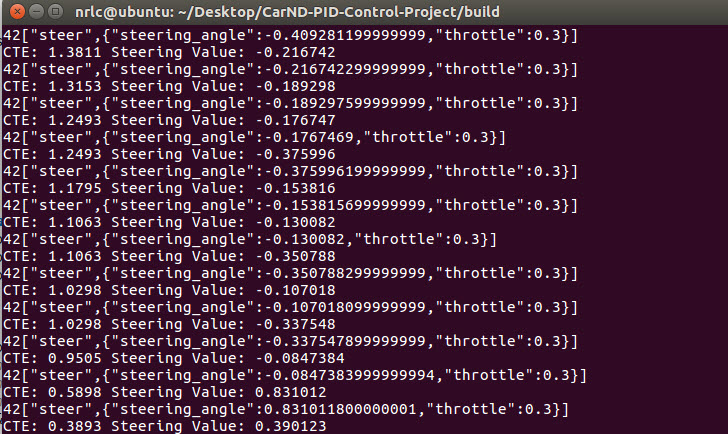 nrlc@ubuntu: ~/Desktop/CarND-PID-Control-Project/build
42["steer",{"steering_angle":-0.409281199999999,"throttle":0.3}]
CTE: 1.3811 Steering Value: -0.216742
42["steer",{"steering_angle":-0.216742299999999,"throttle":0.3}]
CTE: 1.3153 Steering Value: -0.189298
42["steer",{"steering_angle":-0.189297599999999,"throttle":0.3}]
CTE: 1.2493 Steering Value: -0.176747
42["steer",{"steering_angle":-0.1767469,"throttle":0.3}]
CTE: 1.2493 Steering Value: -0.375996
42["steer",{"steering_angle":-0.375996199999999,"throttle":0.3}]
CTE: 1.1795 Steering Value: -0.153816
42["steer",{"steering_angle":-0.153815699999999,"throttle":0.3}]
CTE: 1.1063 Steering Value: -0.130082
42["steer",{"steering_angle":-0.130082,"throttle":0.3}]
CTE: 1.1063 Steering Value: -0.350788
42["steer",{"steering_angle":-0.350788299999999,"throttle":0.3}]
CTE: 1.0298 Steering Value: -0.107018
42["steer",{"steering_angle":-0.107018099999999,"throttle":0.3}]
CTE: 1.0298 Steering Value: -0.337548
42["steer",{"steering_angle":-0.337547899999999,"throttle":0.3}]
CTE: 0.9505 Steering Value: -0.0847384
42["steer",{"steering_angle":-0.0847383999999994,"throttle":0.3}]
CTE: 0.5898 Steering Value: 0.831012
42["steer",{"steering_angle":0.831011800000001,"throttle":0.3}]
CTE: 0.3893 Steering Value: 0.390123